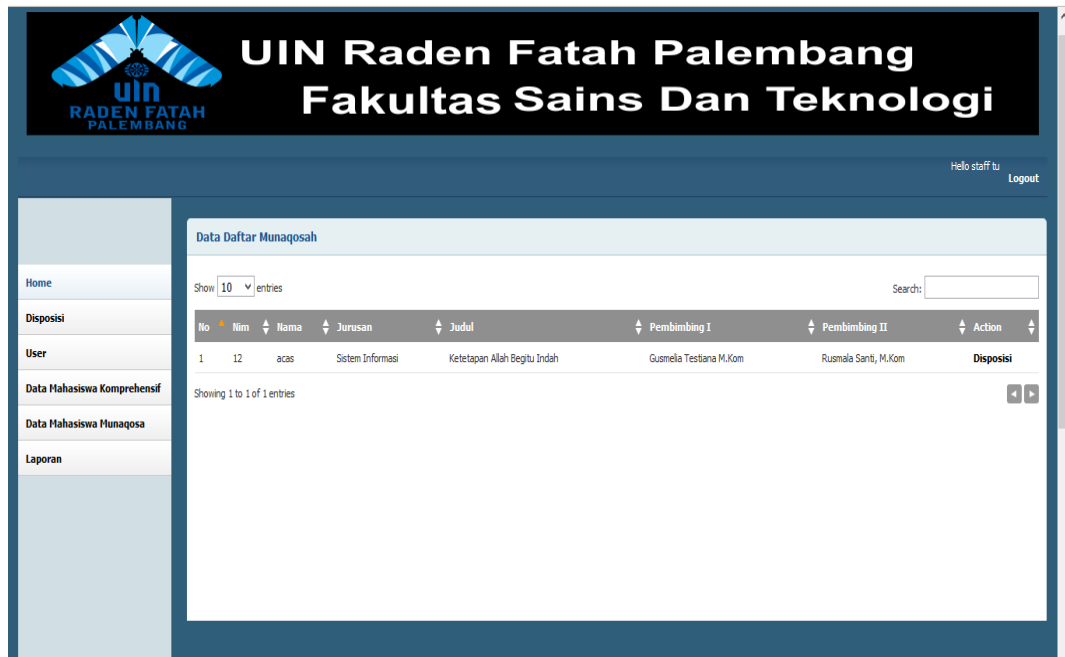 uin
RADEN FATAH
PALEMBANG
UIN Raden Fatah Palembang
Fakultas Sains Dan Teknologi
Hello staff tu
Logout
Home
Disposisi
User
Data Mahasiswa Komprehensif
Data Mahasiswa Munaqosa
Laporan
Data Daftar Munaqosah
Show 10 entries Search:
No Nim Nama Jurusan Judul Pembimbing I Pembimbing II Action
1 12 acas Sistem Informasi Ketetapan Allah Begitu Indah Gusmelia Testiana M.Kom Rusmala Santi, M.Kom Disposisi
Showing 1 to 1 of 1 entries